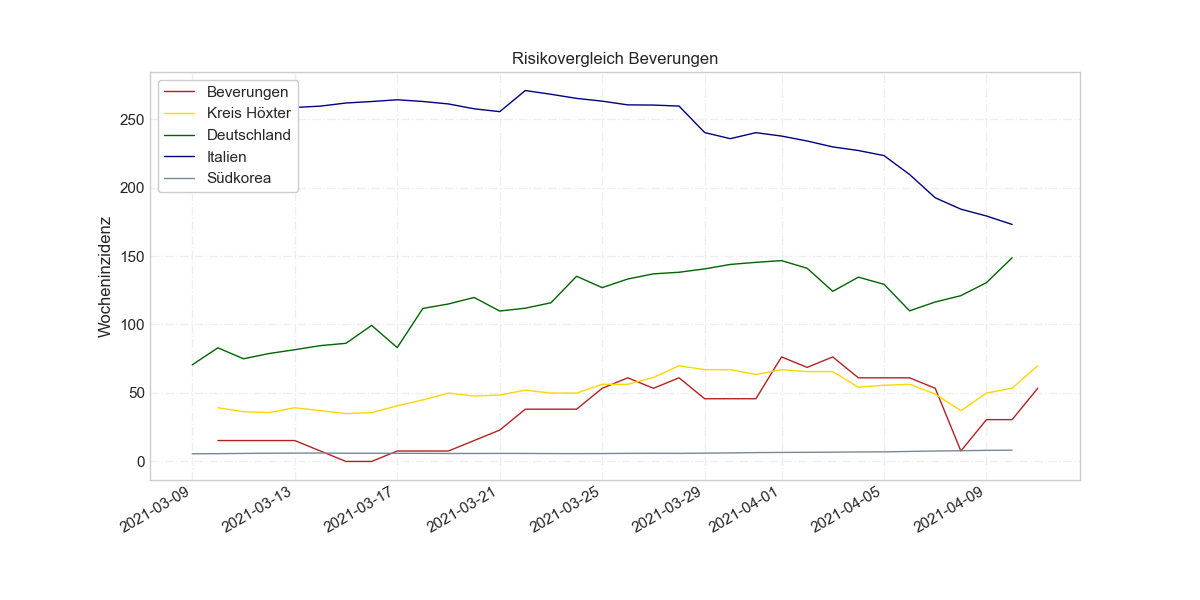 Risikovergleich Beverungen
Beverungen
Kreis Höxter
Deutschland
Italien
Südkorea
Wocheninzidenz
250
200
150
100
50
0
2021-03-09
2021-03-13
2021-03-17
2021-03-21
2021-03-25
2021-03-29
2021-04-01
2021-04-05
2021-04-09